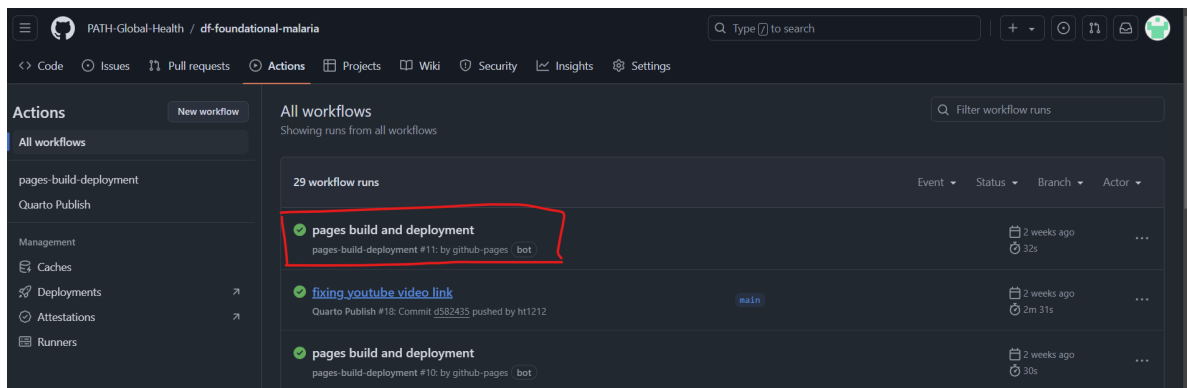 PATH-Global-Health / df-foundational-malaria
Type / to search
Code Issues Pull requests Actions Projects Wiki Security Insights Settings
Actions
New workflow
All workflows
pages-build-deployment
Quarto Publish
Management
Caches
Deployments
Attestations
Runners
All workflows
Showing runs from all workflows
Filter workflow runs
29 workflow runs
Event Status Branch Actor
pages build and deployment
pages-build-deployment #11: by github-pages bot
2 weeks ago
32s
fixing youtube video link
Quarto Publish #18: Commit d582435 pushed by ht1212
main
2 weeks ago
2m 31s
pages build and deployment
pages-build-deployment #10: by github-pages bot
2 weeks ago
30s